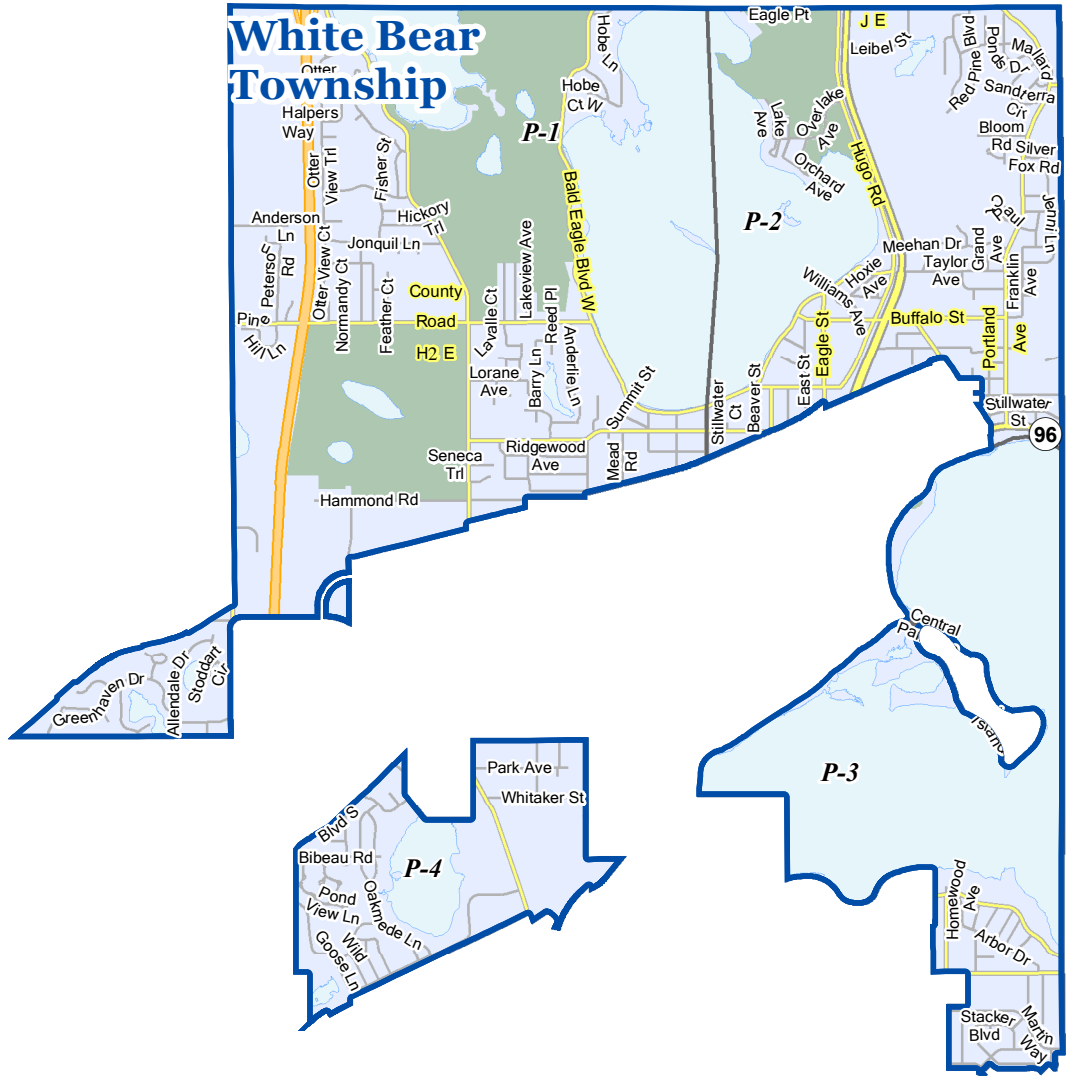 White Bear
Township
Otter
Halpers
Way
Otter
View Trl
Fisher St
Anderson
Ln
Hickory
Trl
Jonquil Ln
Peterson
Rd
Otter View Ct
Normandy Ct
Feather Ct
Pine
Hill Ln
County
Road
H2 E
P-1
Hobe Ln
Hobe
Ct W
Bald Eagle Blvd W
Lakeview Ave
Lavalle Ct
Reed Pl
Lorane
Ave
Barry Ln
Anderlie Ln
Summit St
Ridgewood
Ave
Mead
Rd
Seneca
Trl
Hammond Rd
Eagle Pt
J E
Leibel St
Red Pine Blvd
Ponds Dr
Mallard
Sandrerra
Cir
Bloom
Rd
Silver
Fox Rd
Lake
Ave
Overlake
Ave
Orchard
Ave
Hugo Rd
P-2
Jenni Ln
Meehan Dr
Taylor
Ave
Grand
Ave
Franklin
Ave
Hoxie
Ave
Williams Ave
Buffalo St
Portland
Ave
Eagle St
East St
Beaver St
Stillwater
Ct
Stillwater
St
96
Central
Island
Greenhaven Dr
Allendale Dr
Stoddart
Cir
P-3
Park Ave
Whitaker St
Blvd S
Bibeau Rd
P-4
Pond
View Ln
Oakmede Ln
Wild
Goose Ln
Homewood
Ave
Arbor Dr
Stacker
Blvd
Martin
Way